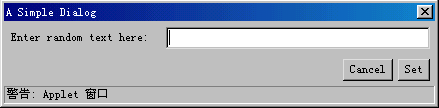 A Simple Dialog
Enter random text here:
Cancel Set
警告: Applet 窗口